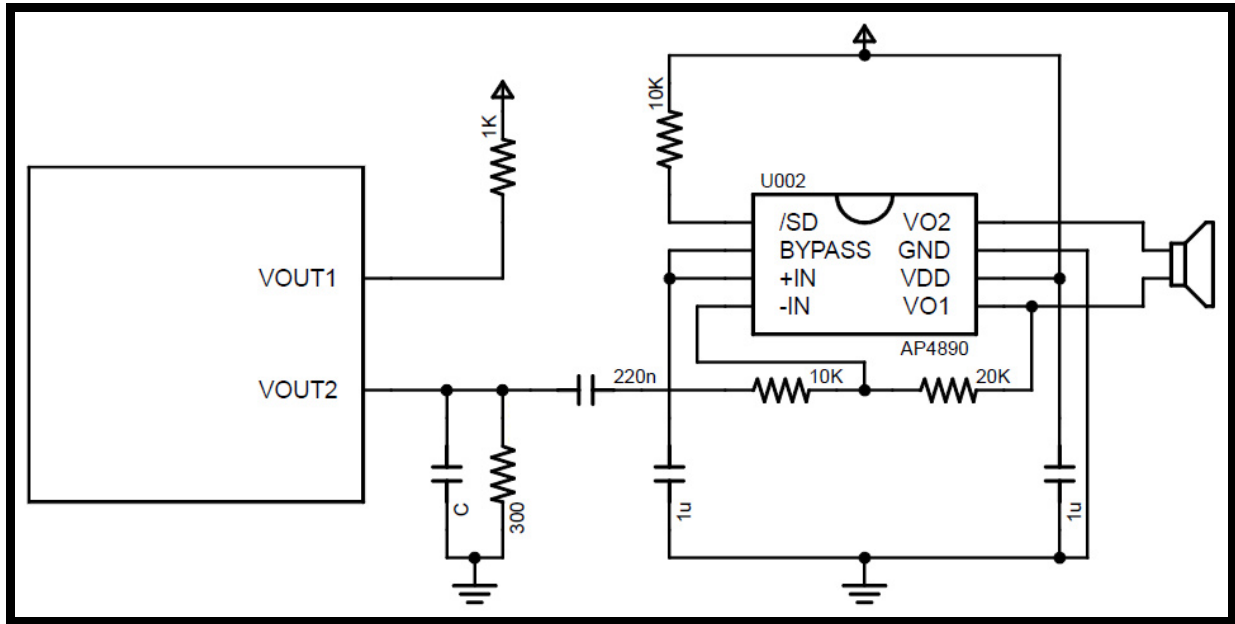 1K
VOUT1
VOUT2
C
300
220n
10K
U002
/SD VO2
BYPASS GND
+IN VDD
-IN VO1
AP4890
10K
20K
1u
1u